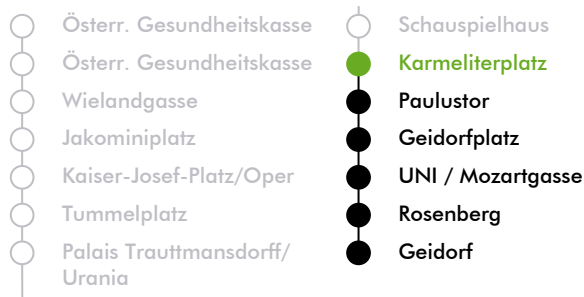 Österr. Gesundheitskasse
Österr. Gesundheitskasse
Wielandgasse
Jakominiplatz
Kaiser-Josef-Platz/Oper
Tummelplatz
Palais Trauttmansdorff/
Urania
Schauspielhaus
Karmeliterplatz
Paulustor
Geidorfplatz
UNI / Mozartgasse
Rosenberg
Geidorf